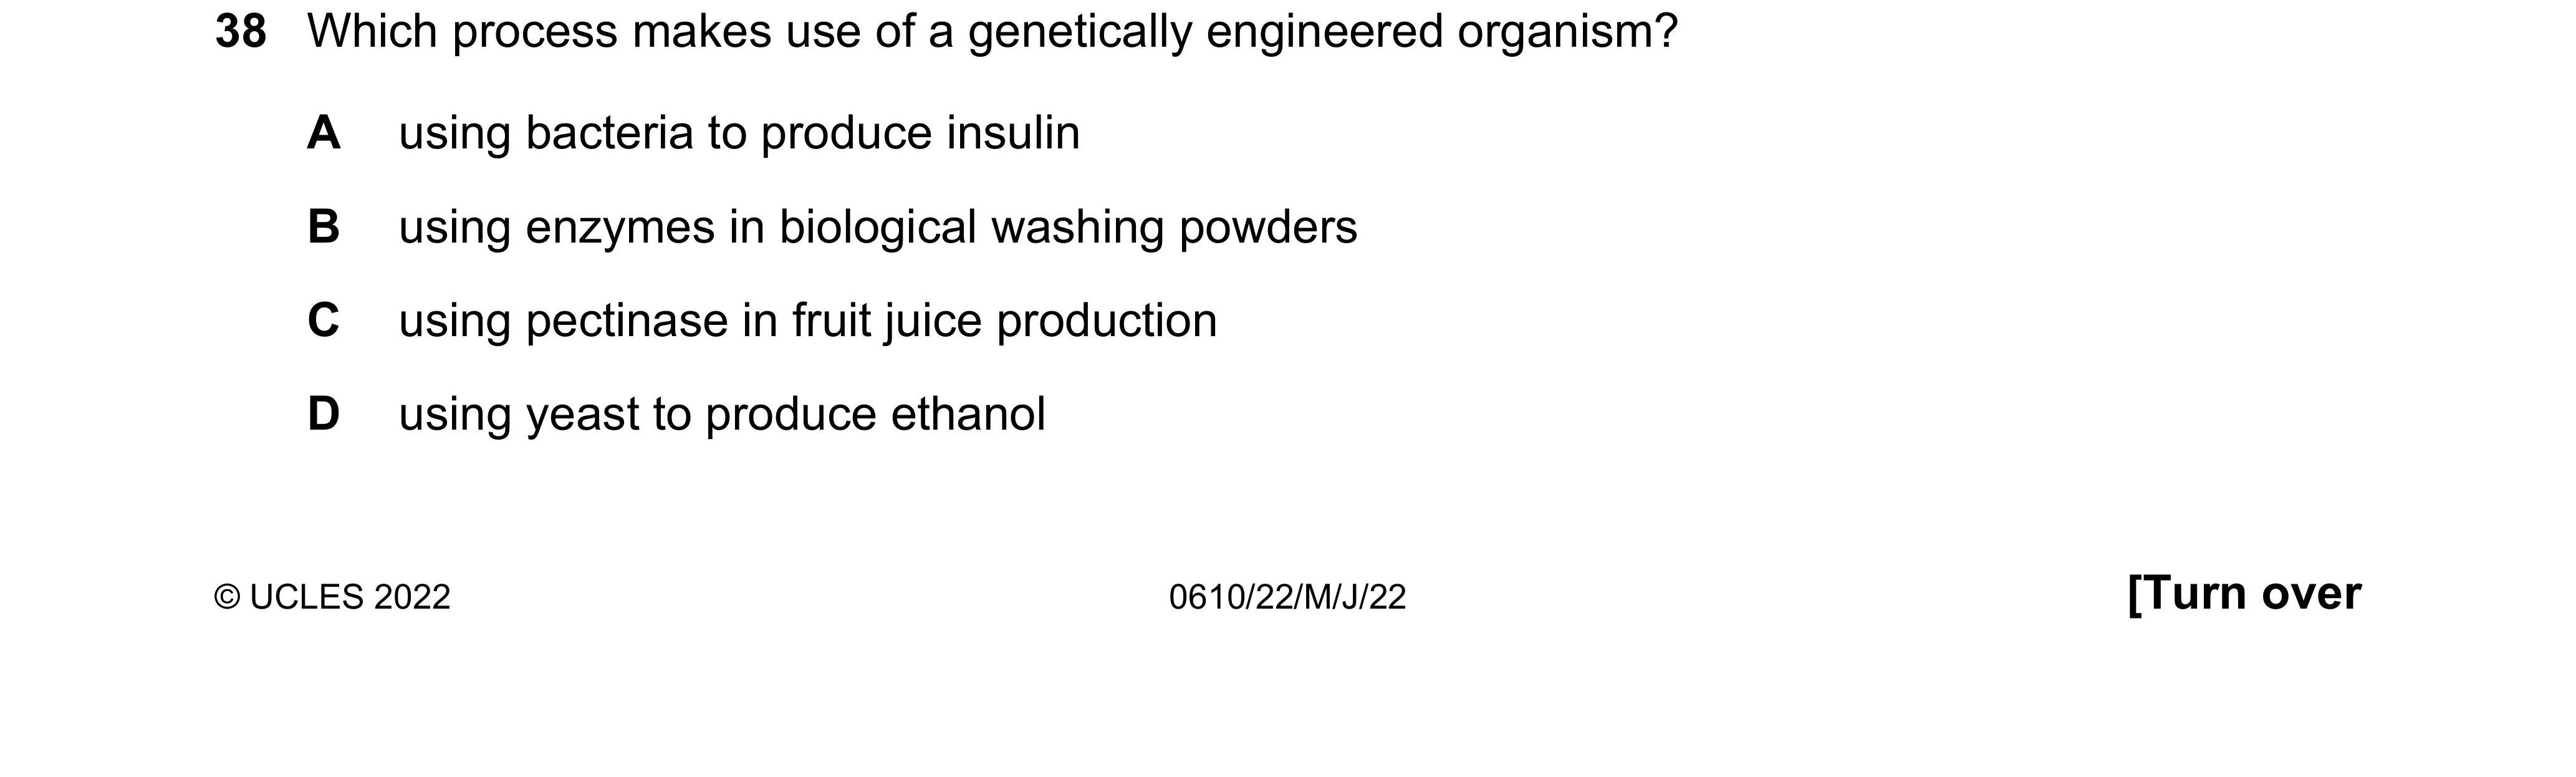 38 Which process makes use of a genetically engineered organism?
A using bacteria to produce insulin
B using enzymes in biological washing powders
C using pectinase in fruit juice production
D using yeast to produce ethanol
© UCLES 2022 0610/22/M/J/22 [Turn over